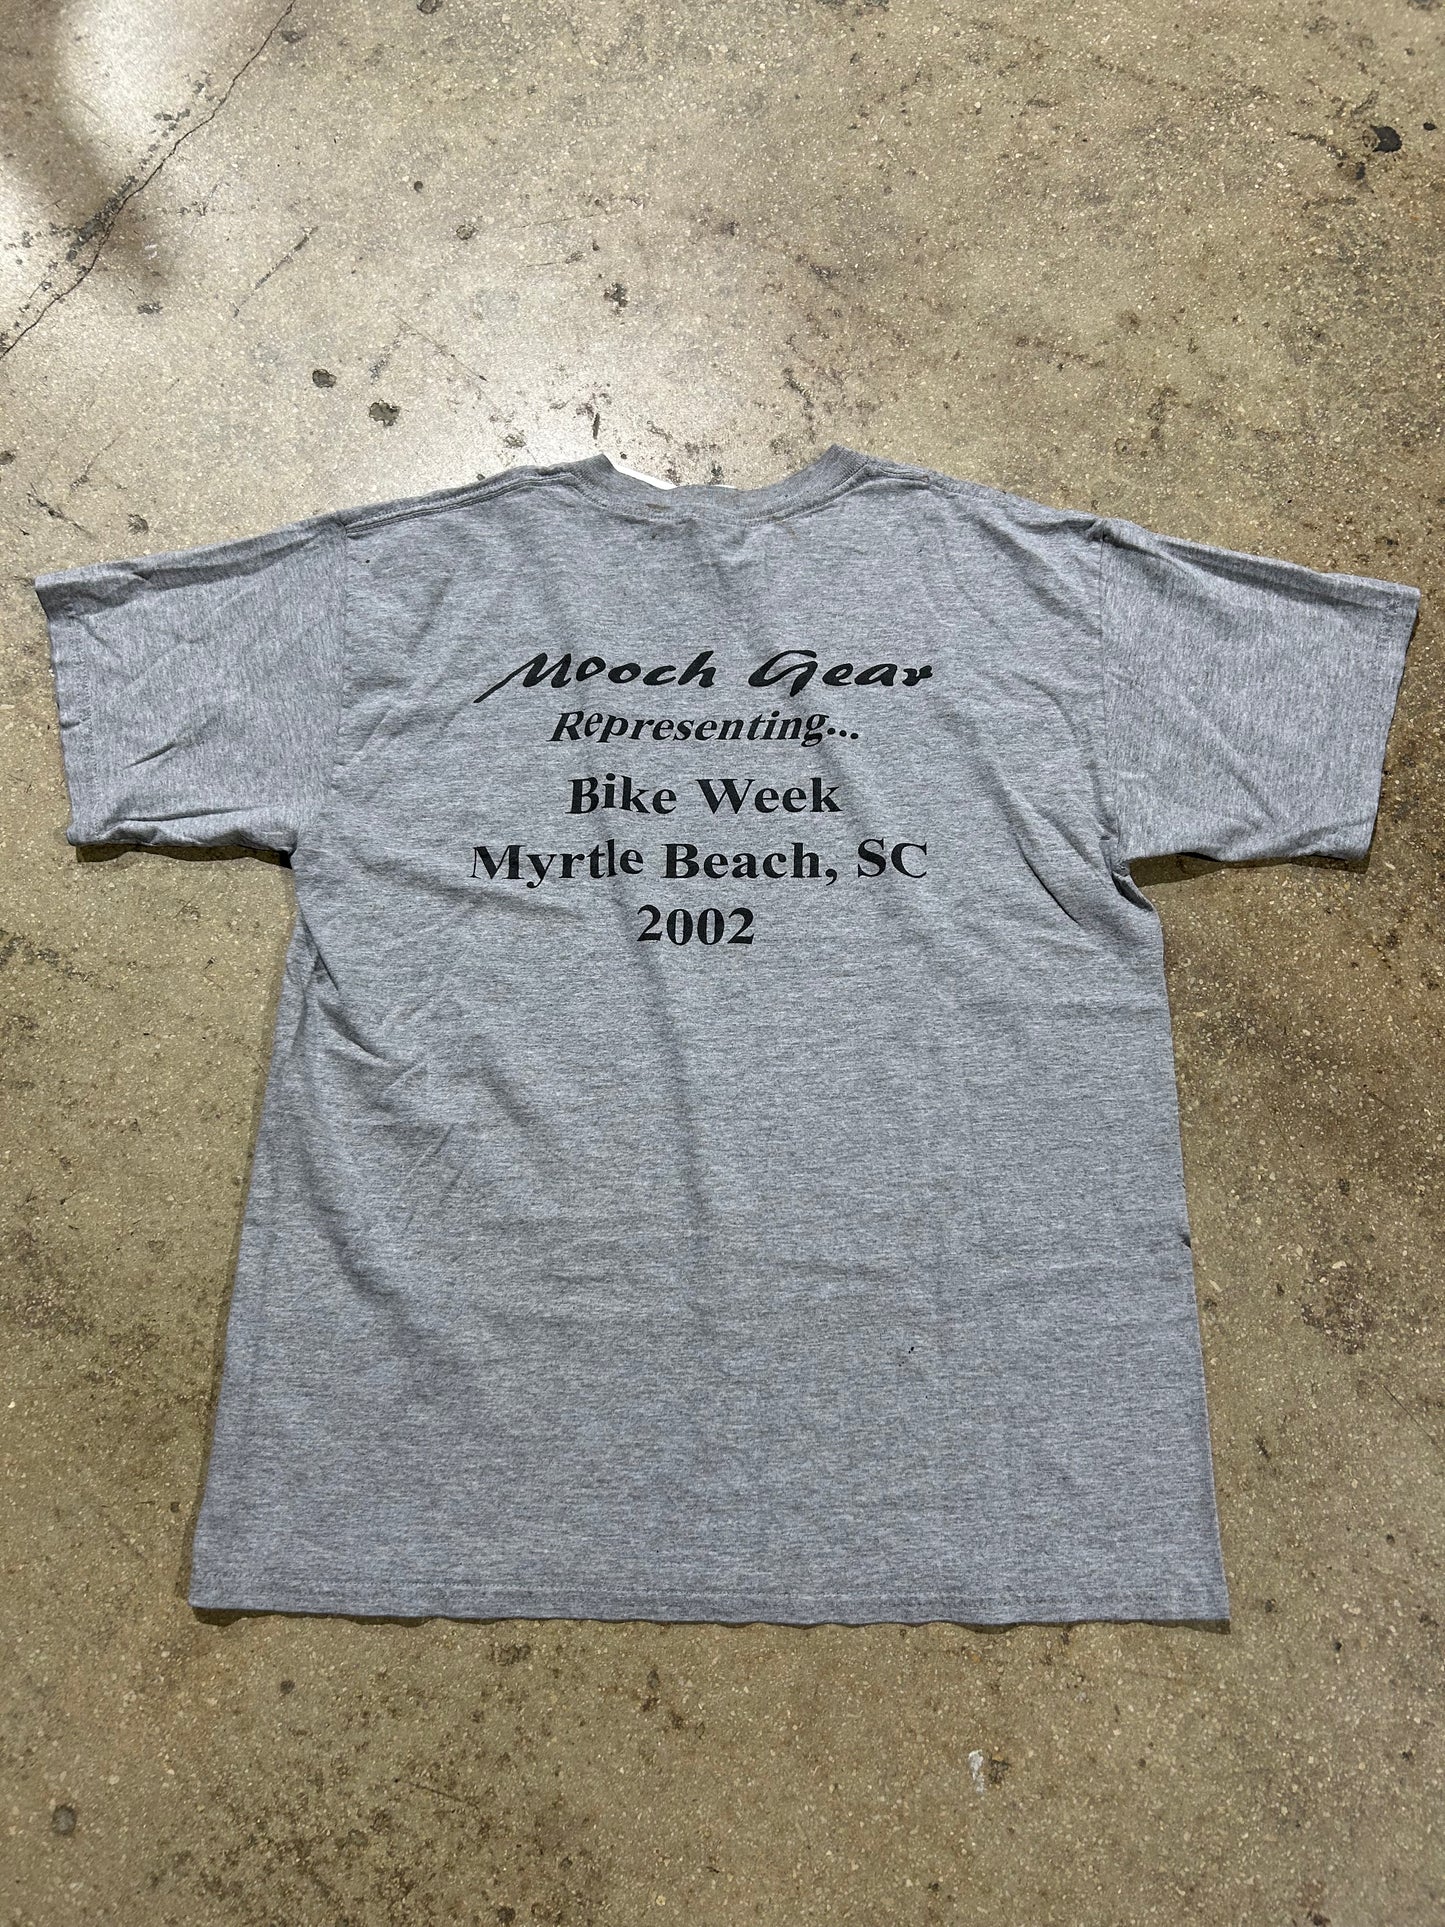 Mooch Gear
Representing...
Bike Week
Myrtle Beach, SC
2002